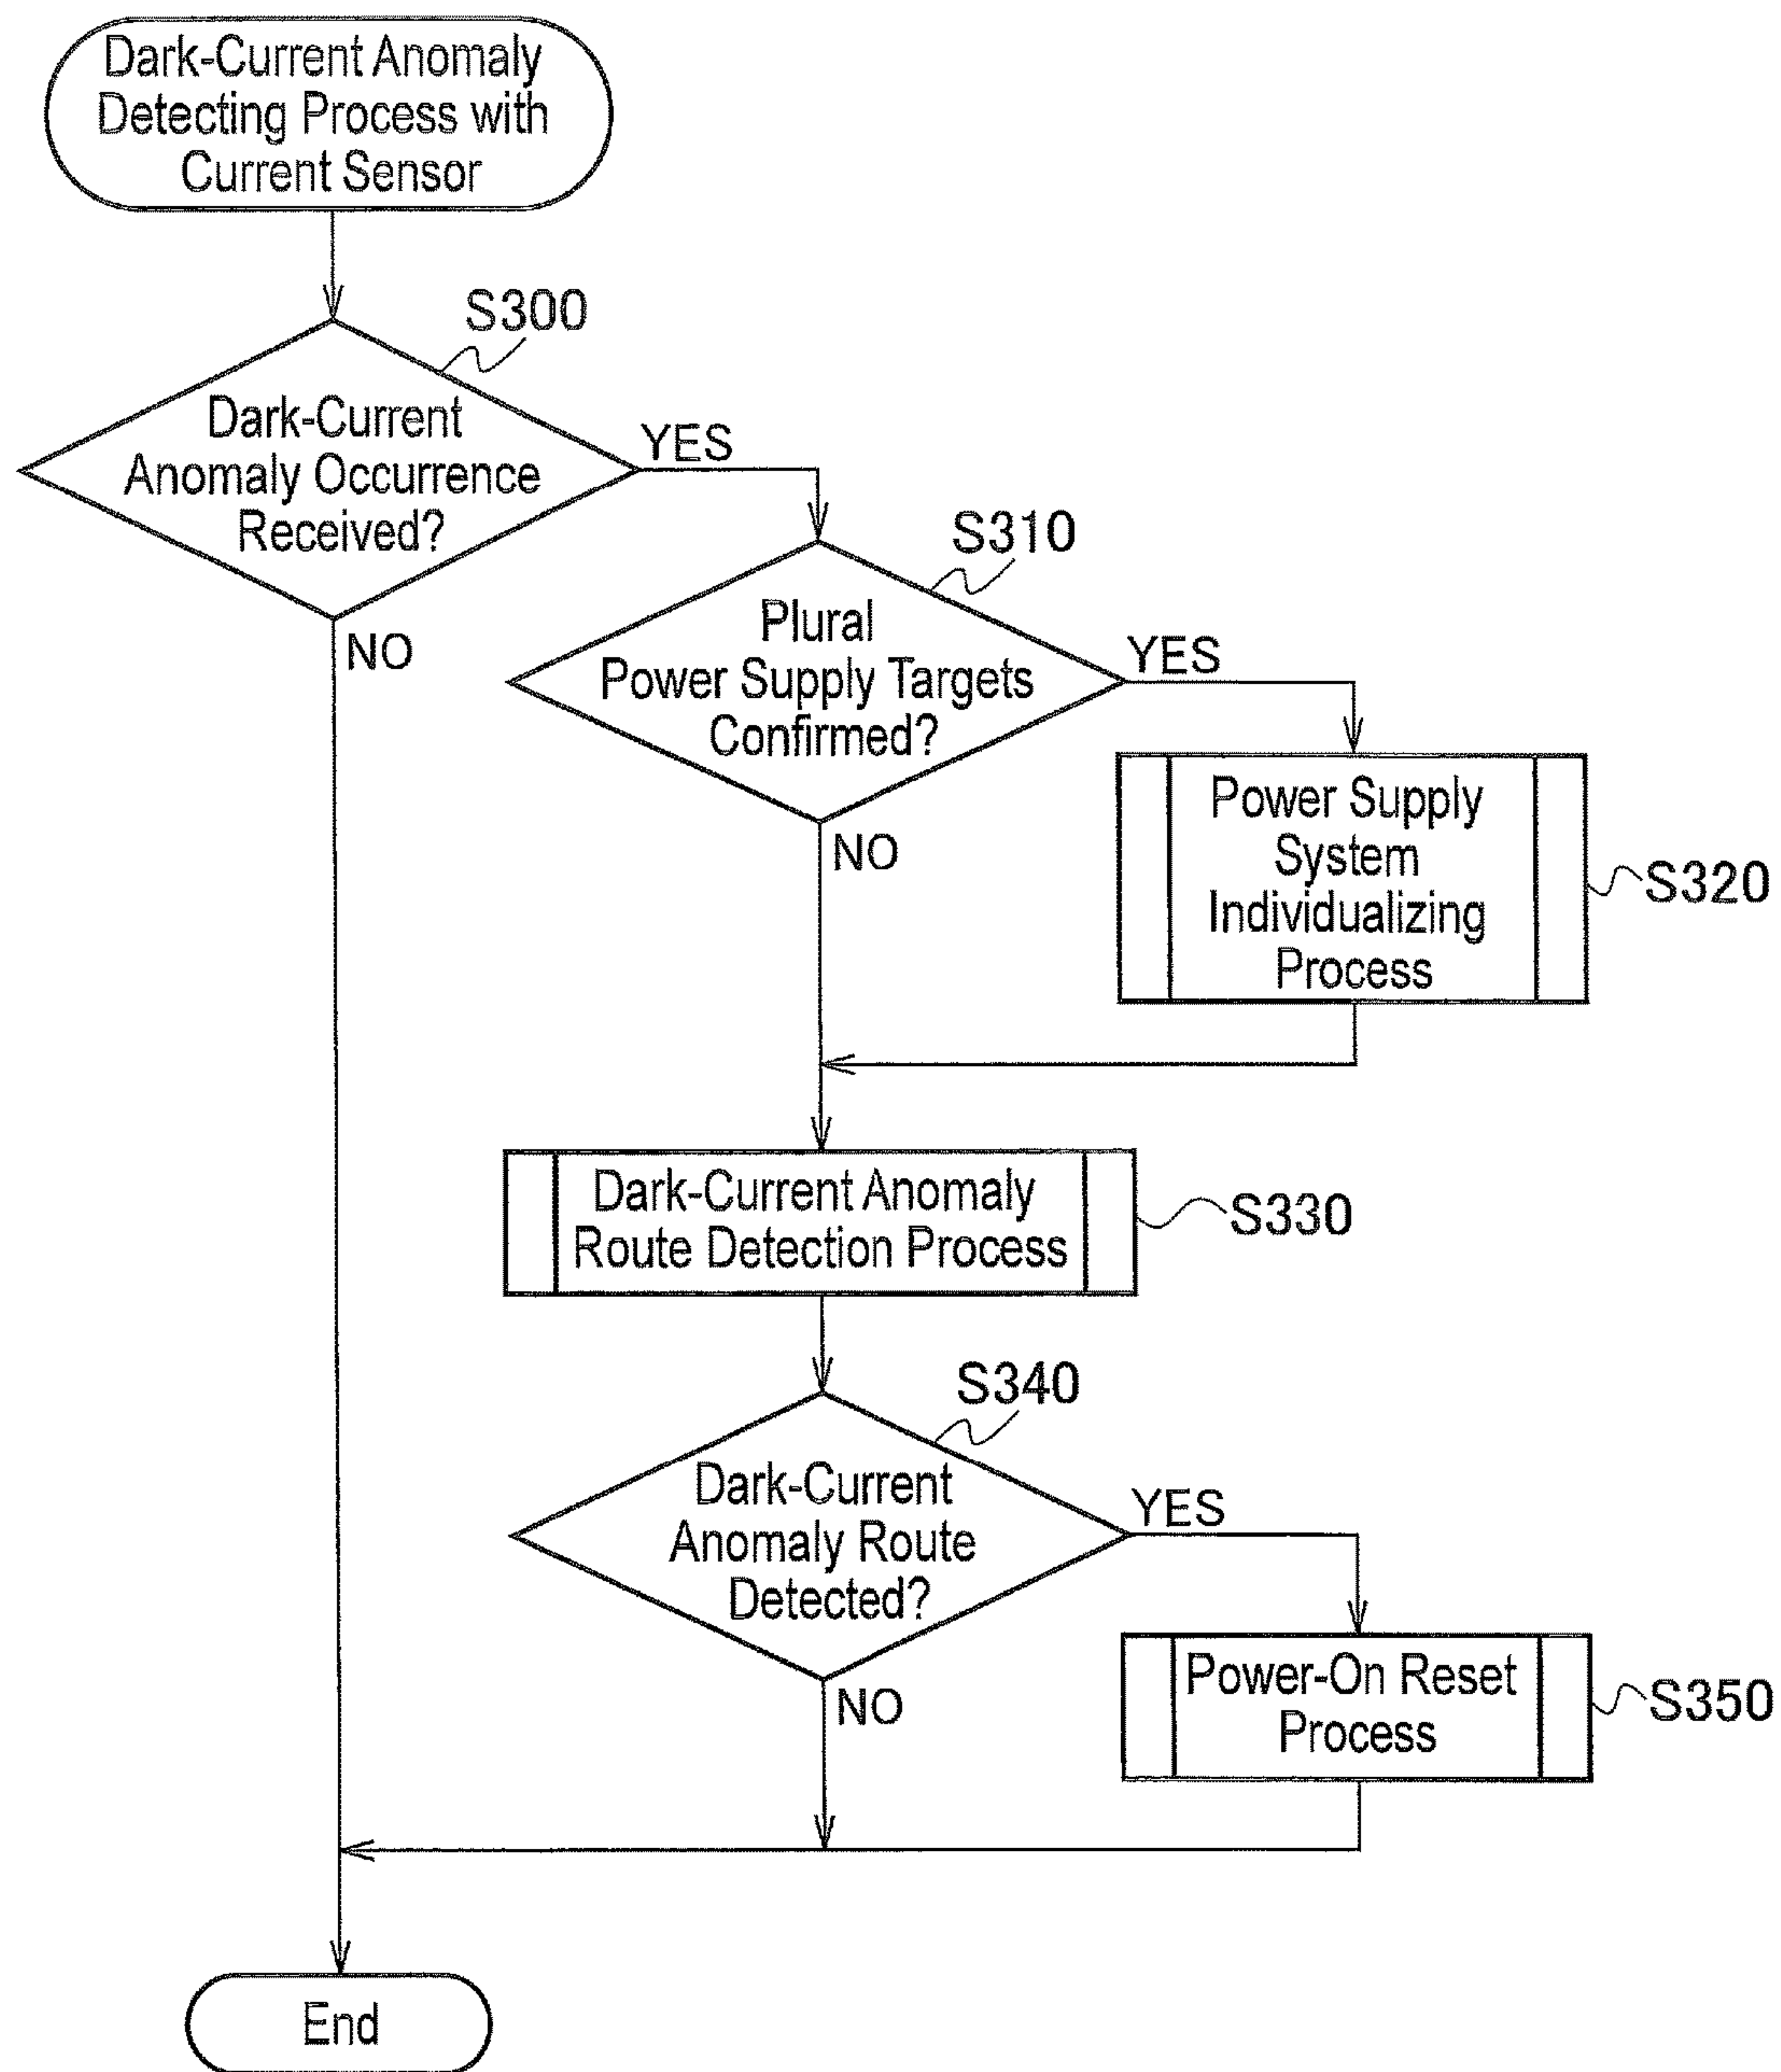 Dark-Current Anomaly
Detecting Process with
Current Sensor
S300
Dark-Current
Anomaly Occurrence
Received?
YES
NO
S310
Plural
Power Supply Targets
Confirmed?
YES
NO
Power Supply
System
Individualizing
Process
S320
Dark-Current Anomaly
Route Detection Process
S330
S340
Dark-Current
Anomaly Route
Detected?
YES
NO
Power-On Reset
Process
S350
End